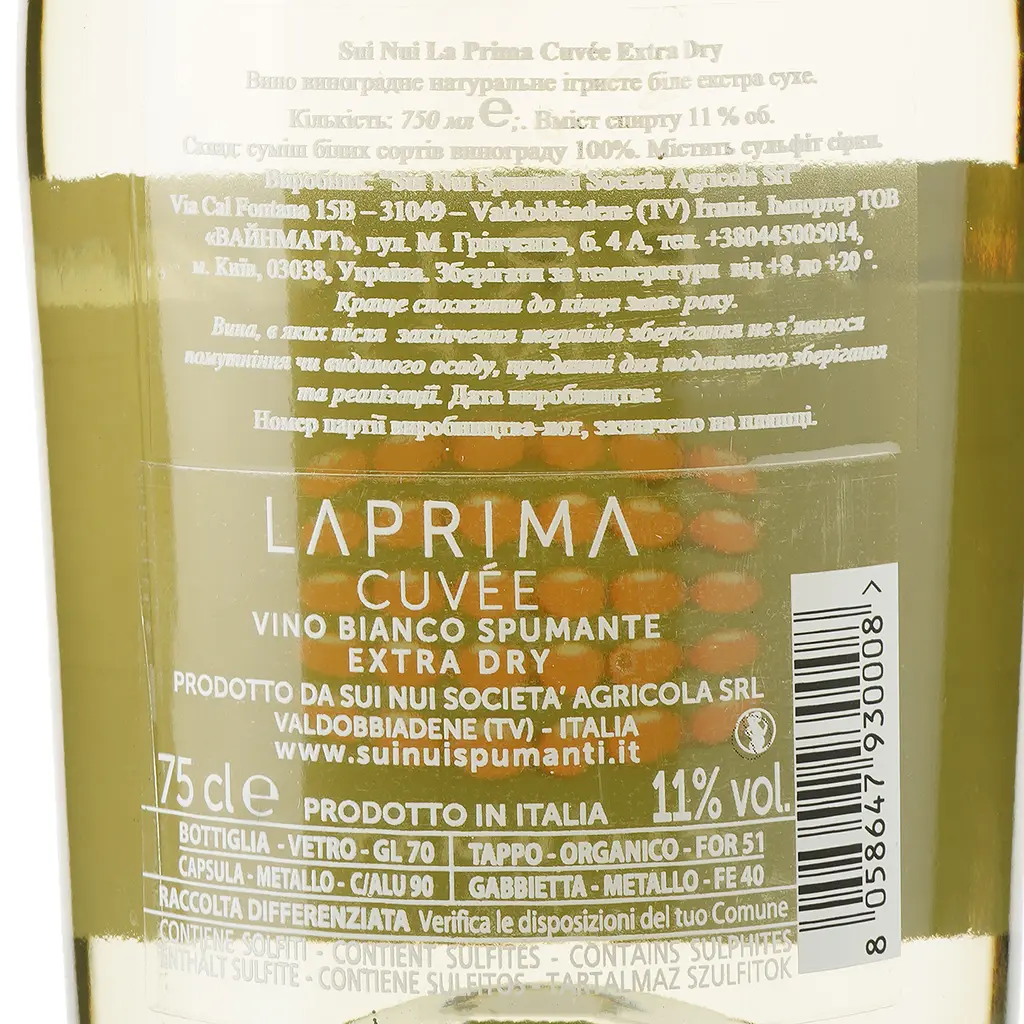 Sui Nui La Prima Cuvée Extra Dry
Вино виноградне натуральне ігристе біле екстра сухе.
Кількість: 750 мл e ;. Вміст спирту 11 % об.
Склад: суміш білих сортів винограду 100%. Містить сульфіт сірки.
Виробник: "Sui Nui Spumanti Societa Agricola Srl"
Via Cal Fontana 15B – 31049 – Valdobbiadene (TV) Італія. Імпортер ТОВ
«ВАЙНМАРТ», вул. М. Грінченка, б. 4 А, тел. +380445005014,
м. Київ, 03038, Україна. Зберігати за температури від +8 до +20 °.
Краще спожити до кінця року.
Вина, в яких після закінчення термінів зберігання не з’явилося
помутніння чи видимого осаду, придатні для подальшого зберігання
та реалізації. Дата виробництва:
Номер партії виробництва-лот, зазначено на пляшці.
LAPRIMA
CUVÉE
VINO BIANCO SPUMANTE
EXTRA DRY
PRODOTTO DA SUI NUI SOCIETA’ AGRICOLA SRL
VALDOBBIADENE (TV) - ITALIA
www.suinuispumanti.it
75 cl e PRODOTTO IN ITALIA 11% vol.
BOTTIGLIA - VETRO - GL 70 TAPPO - ORGANICO - FOR 51
CAPSULA - METALLO - C/ALU 90 GABBIETTA - METALLO - FE 40
RACCOLTA DIFFERENZIATA Verifica le disposizioni del tuo Comune
CONTIENE SOLFITI - CONTIENT SULFITES - CONTAINS SULPHITES
ENTHALT SULFITE - CONTIENE SULFITOS - TARTALMAZ SZULFITOK
8 058647 930008 >